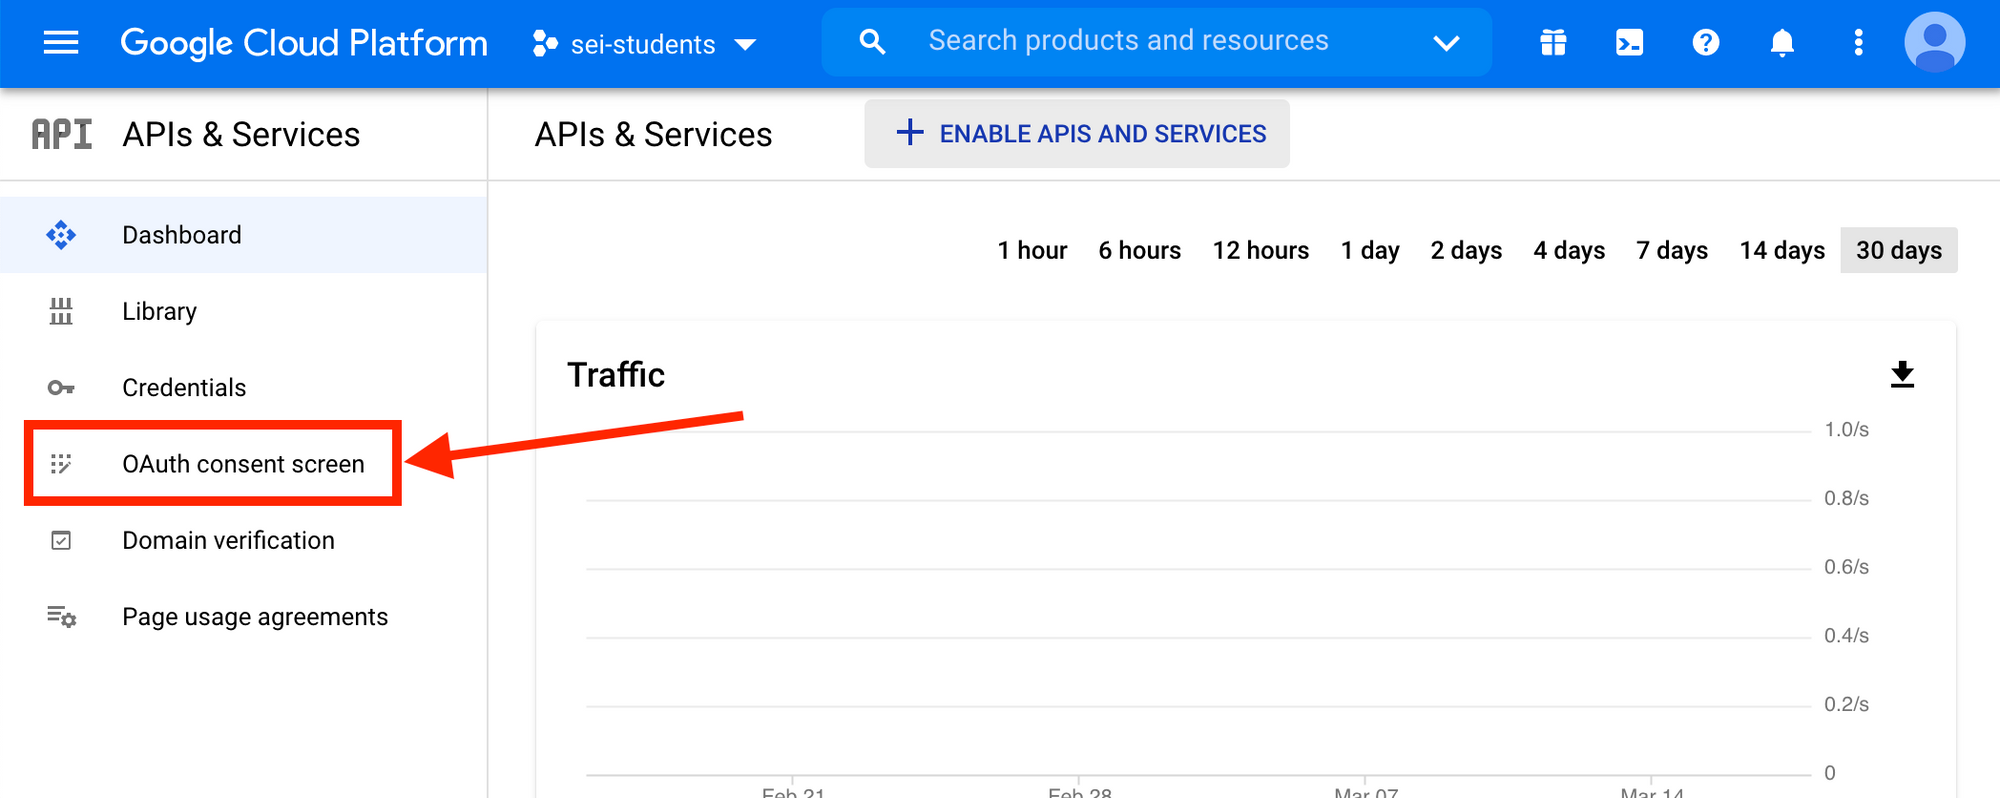 Google Cloud Platform sei-students Search products and resources
API APIs & Services
APIs & Services + ENABLE APIS AND SERVICES
Dashboard
Library
Credentials
OAuth consent screen
Domain verification
Page usage agreements
1 hour 6 hours 12 hours 1 day 2 days 4 days 7 days 14 days 30 days
Traffic
1.0/s
0.8/s
0.6/s
0.4/s
0.2/s
0
Feb 21 Feb 28 Mar 07 Mar 14